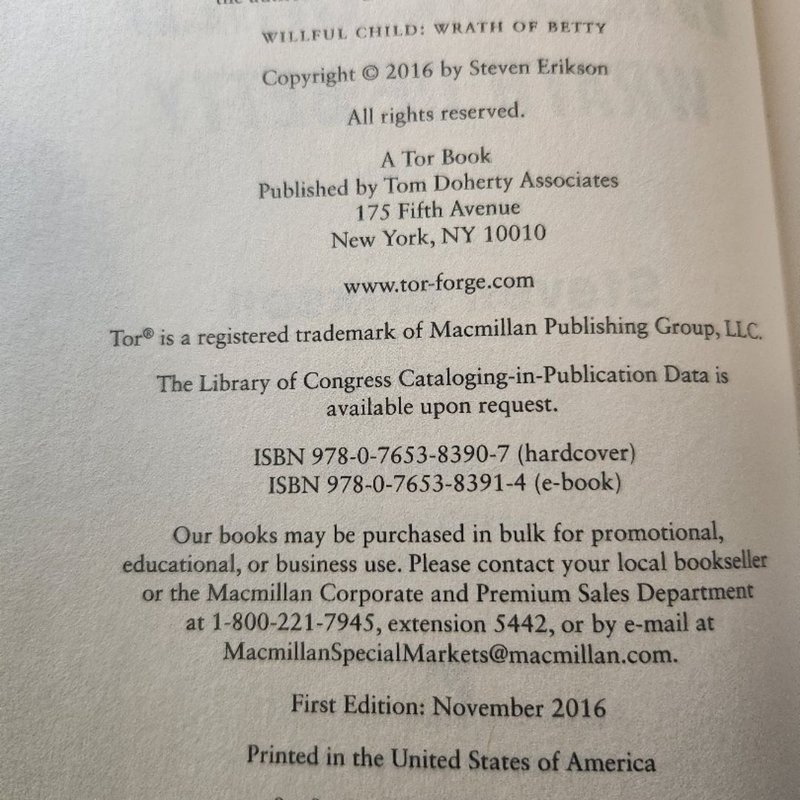 WILLFUL CHILD: WRATH OF BETTY
Copyright © 2016 by Steven Erikson
All rights reserved.
A Tor Book
Published by Tom Doherty Associates
175 Fifth Avenue
New York, NY 10010
www.tor-forge.com
Tor® is a registered trademark of Macmillan Publishing Group, LLC.
The Library of Congress Cataloging-in-Publication Data is
available upon request.
ISBN 978-0-7653-8390-7 (hardcover)
ISBN 978-0-7653-8391-4 (e-book)
Our books may be purchased in bulk for promotional,
educational, or business use. Please contact your local bookseller
or the Macmillan Corporate and Premium Sales Department
at 1-800-221-7945, extension 5442, or by e-mail at
MacmillanSpecialMarkets@macmillan.com.
First Edition: November 2016
Printed in the United States of America